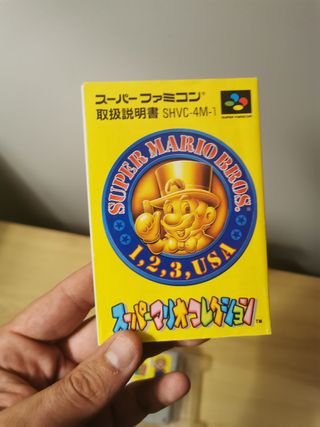 スーパーファミコン®
取扱説明書 SHVC-4M-1
SUPER FAMICOM
SUPER MARIO BROS.
1,2,3,USA
スーパーマリオコレクション™